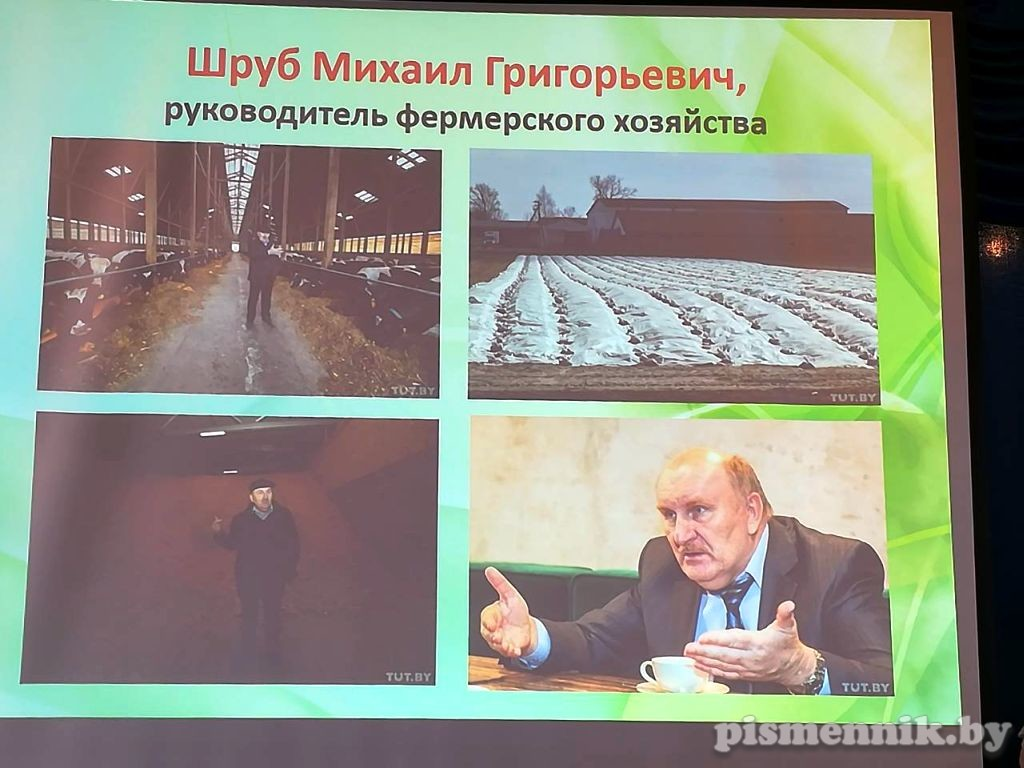 Шруб Михаил Григорьевич,
руководитель фермерского хозяйства
TUT.BY
TUT.BY
TUT.BY
TUT.BY
pismennik.by